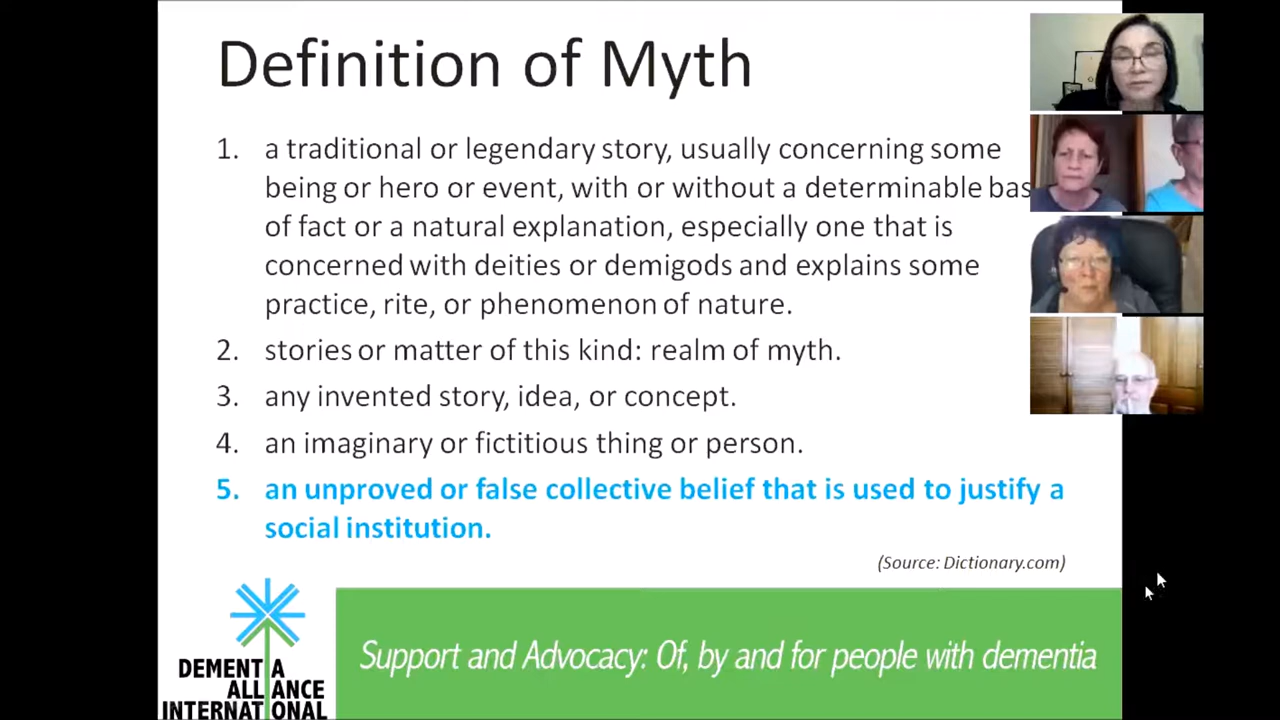 Definition of Myth
1. a traditional or legendary story, usually concerning some
being or hero or event, with or without a determinable
of fact or a natural explanation, especially one that is
concerned with deities or demigods and explains some
practice, rite, or phenomenon of nature.
2. stories or matter of this kind: realm of myth.
3. any invented story, idea, or concept.
4. an imaginary or fictitious thing or person.
5. an unproved or false collective belief that is used to justify a
social institution.
(Source: Dictionary.com)
DEMENTIA
ALLIANCE
INTERNATIONAL
Support and Advocacy: Of, by and for people with dementia